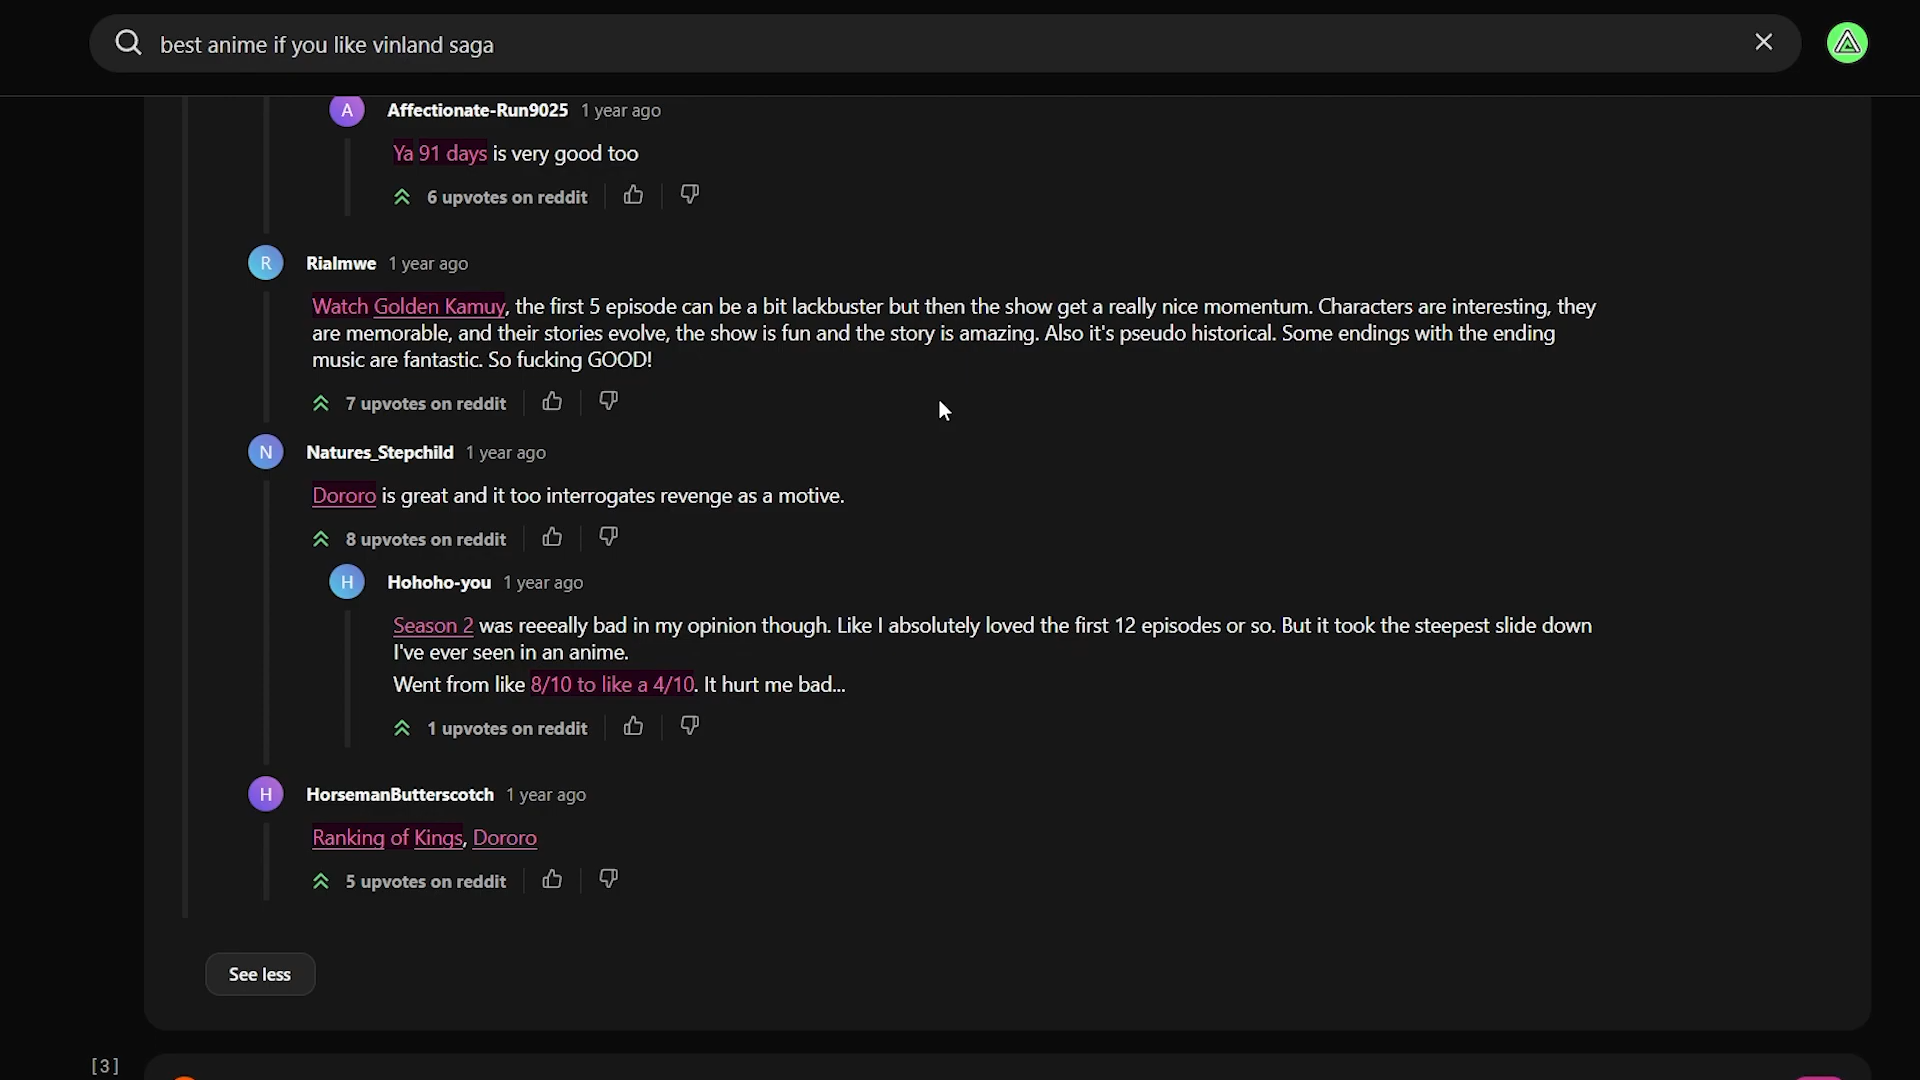 best anime if you like vinland saga
A Affectionate-Run9025 1 year ago
Ya 91 days is very good too
6 upvotes on reddit
R Rialmwe 1 year ago
Watch Golden Kamuy, the first 5 episode can be a bit lackbuster but then the show get a really nice momentum. Characters are interesting, they
are memorable, and their stories evolve, the show is fun and the story is amazing. Also it's pseudo historical. Some endings with the ending
music are fantastic. So fucking GOOD!
7 upvotes on reddit
N Natures_Stepchild 1 year ago
Dororo is great and it too interrogates revenge as a motive.
8 upvotes on reddit
H Hohoho-you 1 year ago
Season 2 was reeeally bad in my opinion though. Like I absolutely loved the first 12 episodes or so. But it took the steepest slide down
I've ever seen in an anime.
Went from like 8/10 to like a 4/10. It hurt me bad...
1 upvotes on reddit
H HorsemanButterscotch 1 year ago
Ranking of Kings, Dororo
5 upvotes on reddit
See less
[3]